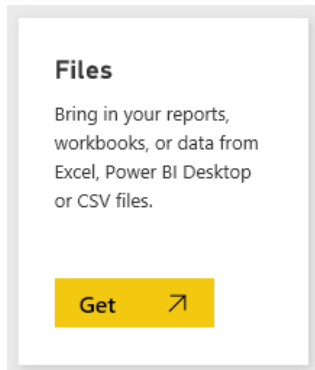 Files
Bring in your reports,
workbooks, or data from
Excel, Power BI Desktop
or CSV files.
Get